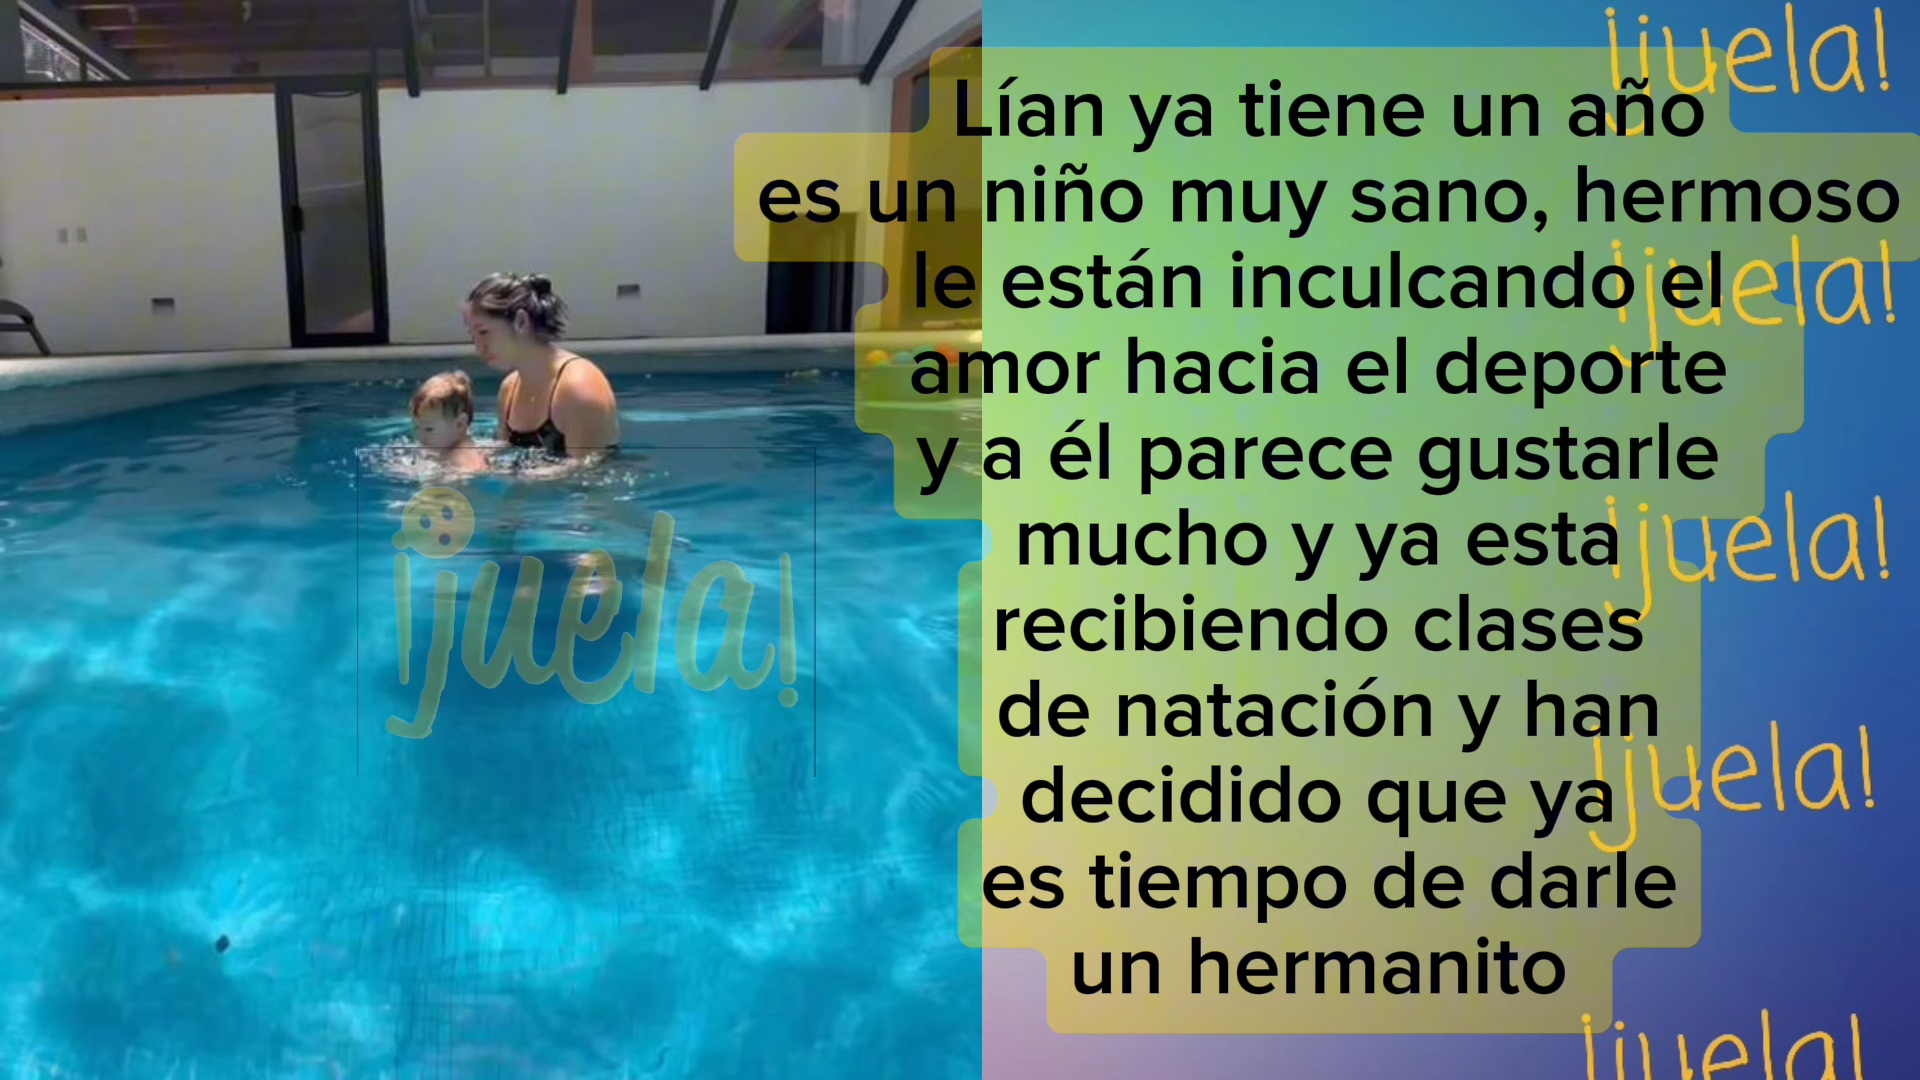 Lían ya tiene un año
es un niño muy sano, hermoso
le están inculcando el
amor hacia el deporte
y a él parece gustarle
mucho y ya esta
recibiendo clases
de natación y han
decidido que ya
es tiempo de darle
un hermanito
¡juela!
¡juela!
¡juela!
¡juela!
¡juela!
¡juela!